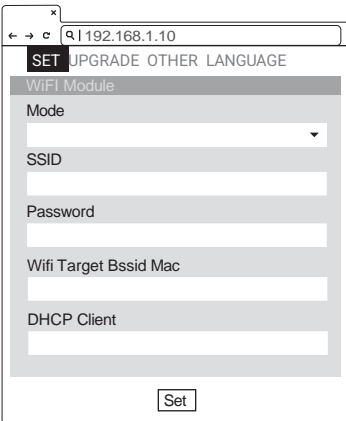 192.168.1.10
SET UPGRADE OTHER LANGUAGE
WiFI Module
Mode
SSID
Password
Wifi Target Bssid Mac
DHCP Client
Set